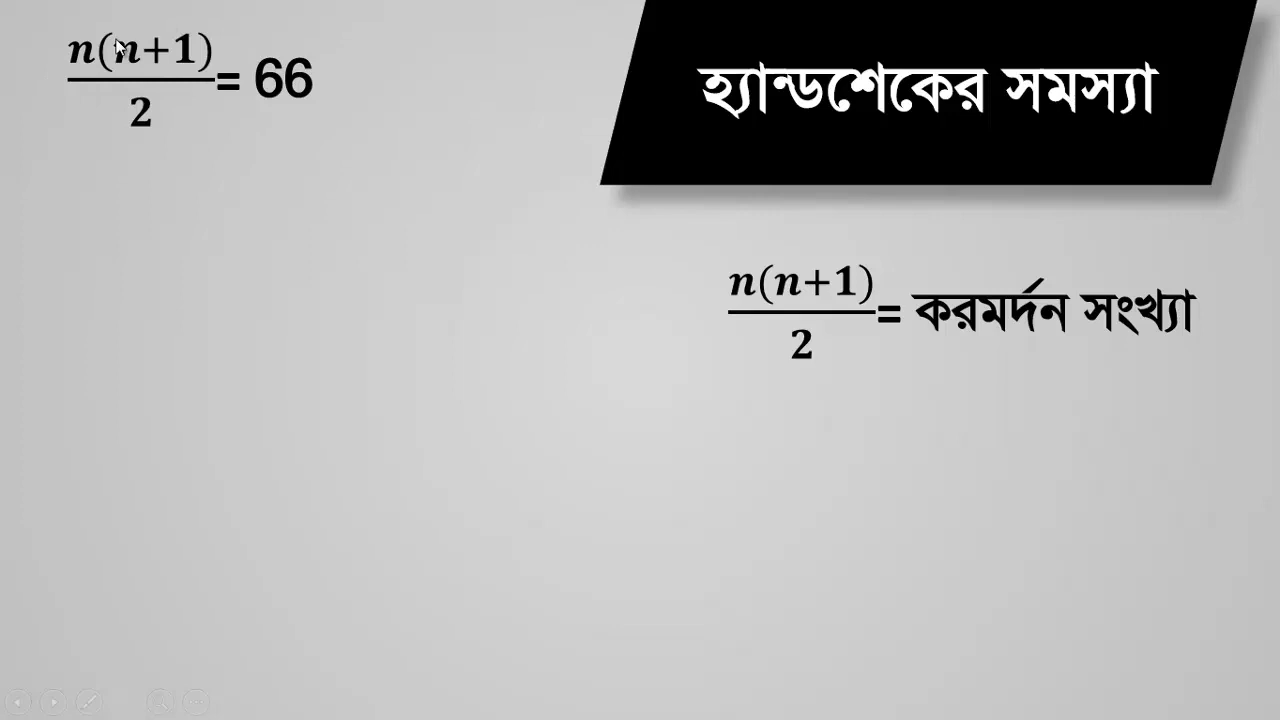 n(n+1)/2 = 66
হ্যান্ডশেকের সমস্যা
n(n+1)/2 = করমর্দন সংখ্যা